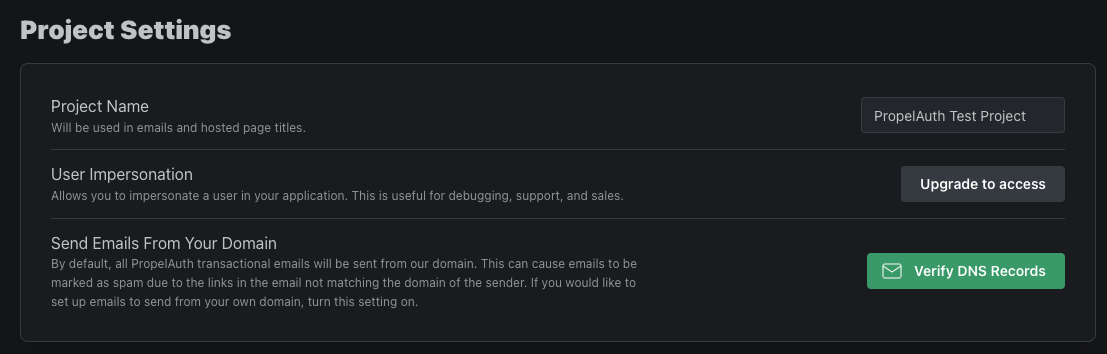 Project Settings
Project Name
Will be used in emails and hosted page titles.
PropelAuth Test Project
User Impersonation
Allows you to impersonate a user in your application. This is useful for debugging, support, and sales.
Upgrade to access
Send Emails From Your Domain
By default, all PropelAuth transactional emails will be sent from our domain. This can cause emails to be
marked as spam due to the links in the email not matching the domain of the sender. If you would like to
set up emails to send from your own domain, turn this setting on.
Verify DNS Records